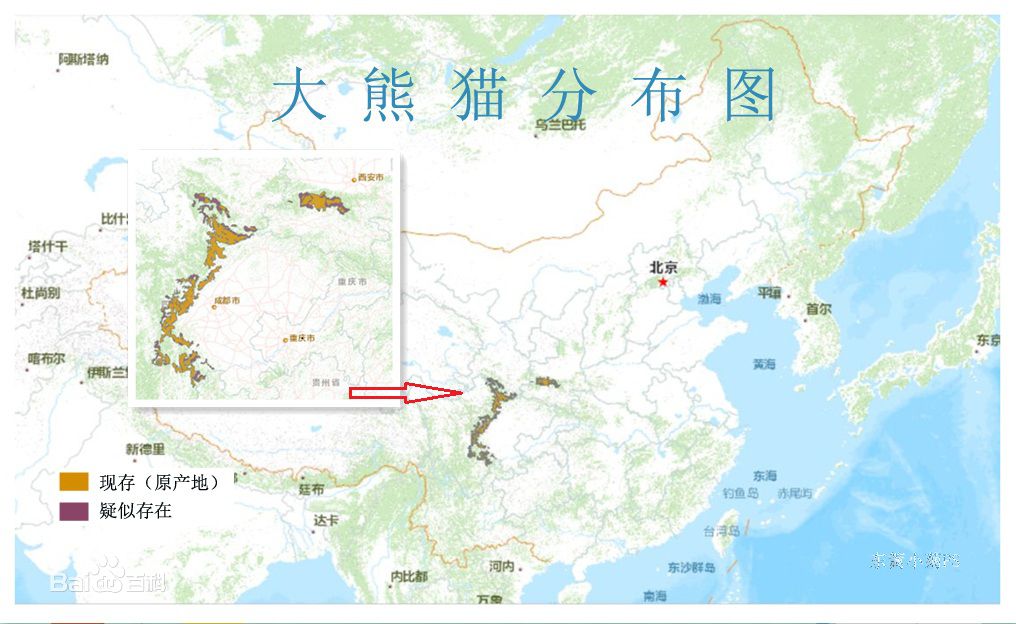 大熊猫分布图
阿斯塔纳
乌兰巴托
西安市
比什
塔什干
重庆市
北京
杜尚别
成都市
渤海
平壤
首尔
重庆市
东京
喀布尔
黄海
伊斯兰
贵州省
新德里
现存（原产地）
廷布
东海
钓鱼岛
赤尾屿
疑似存在
达卡
台湾岛
Bai百科
内比都
河内
东沙群岛
万象
南海